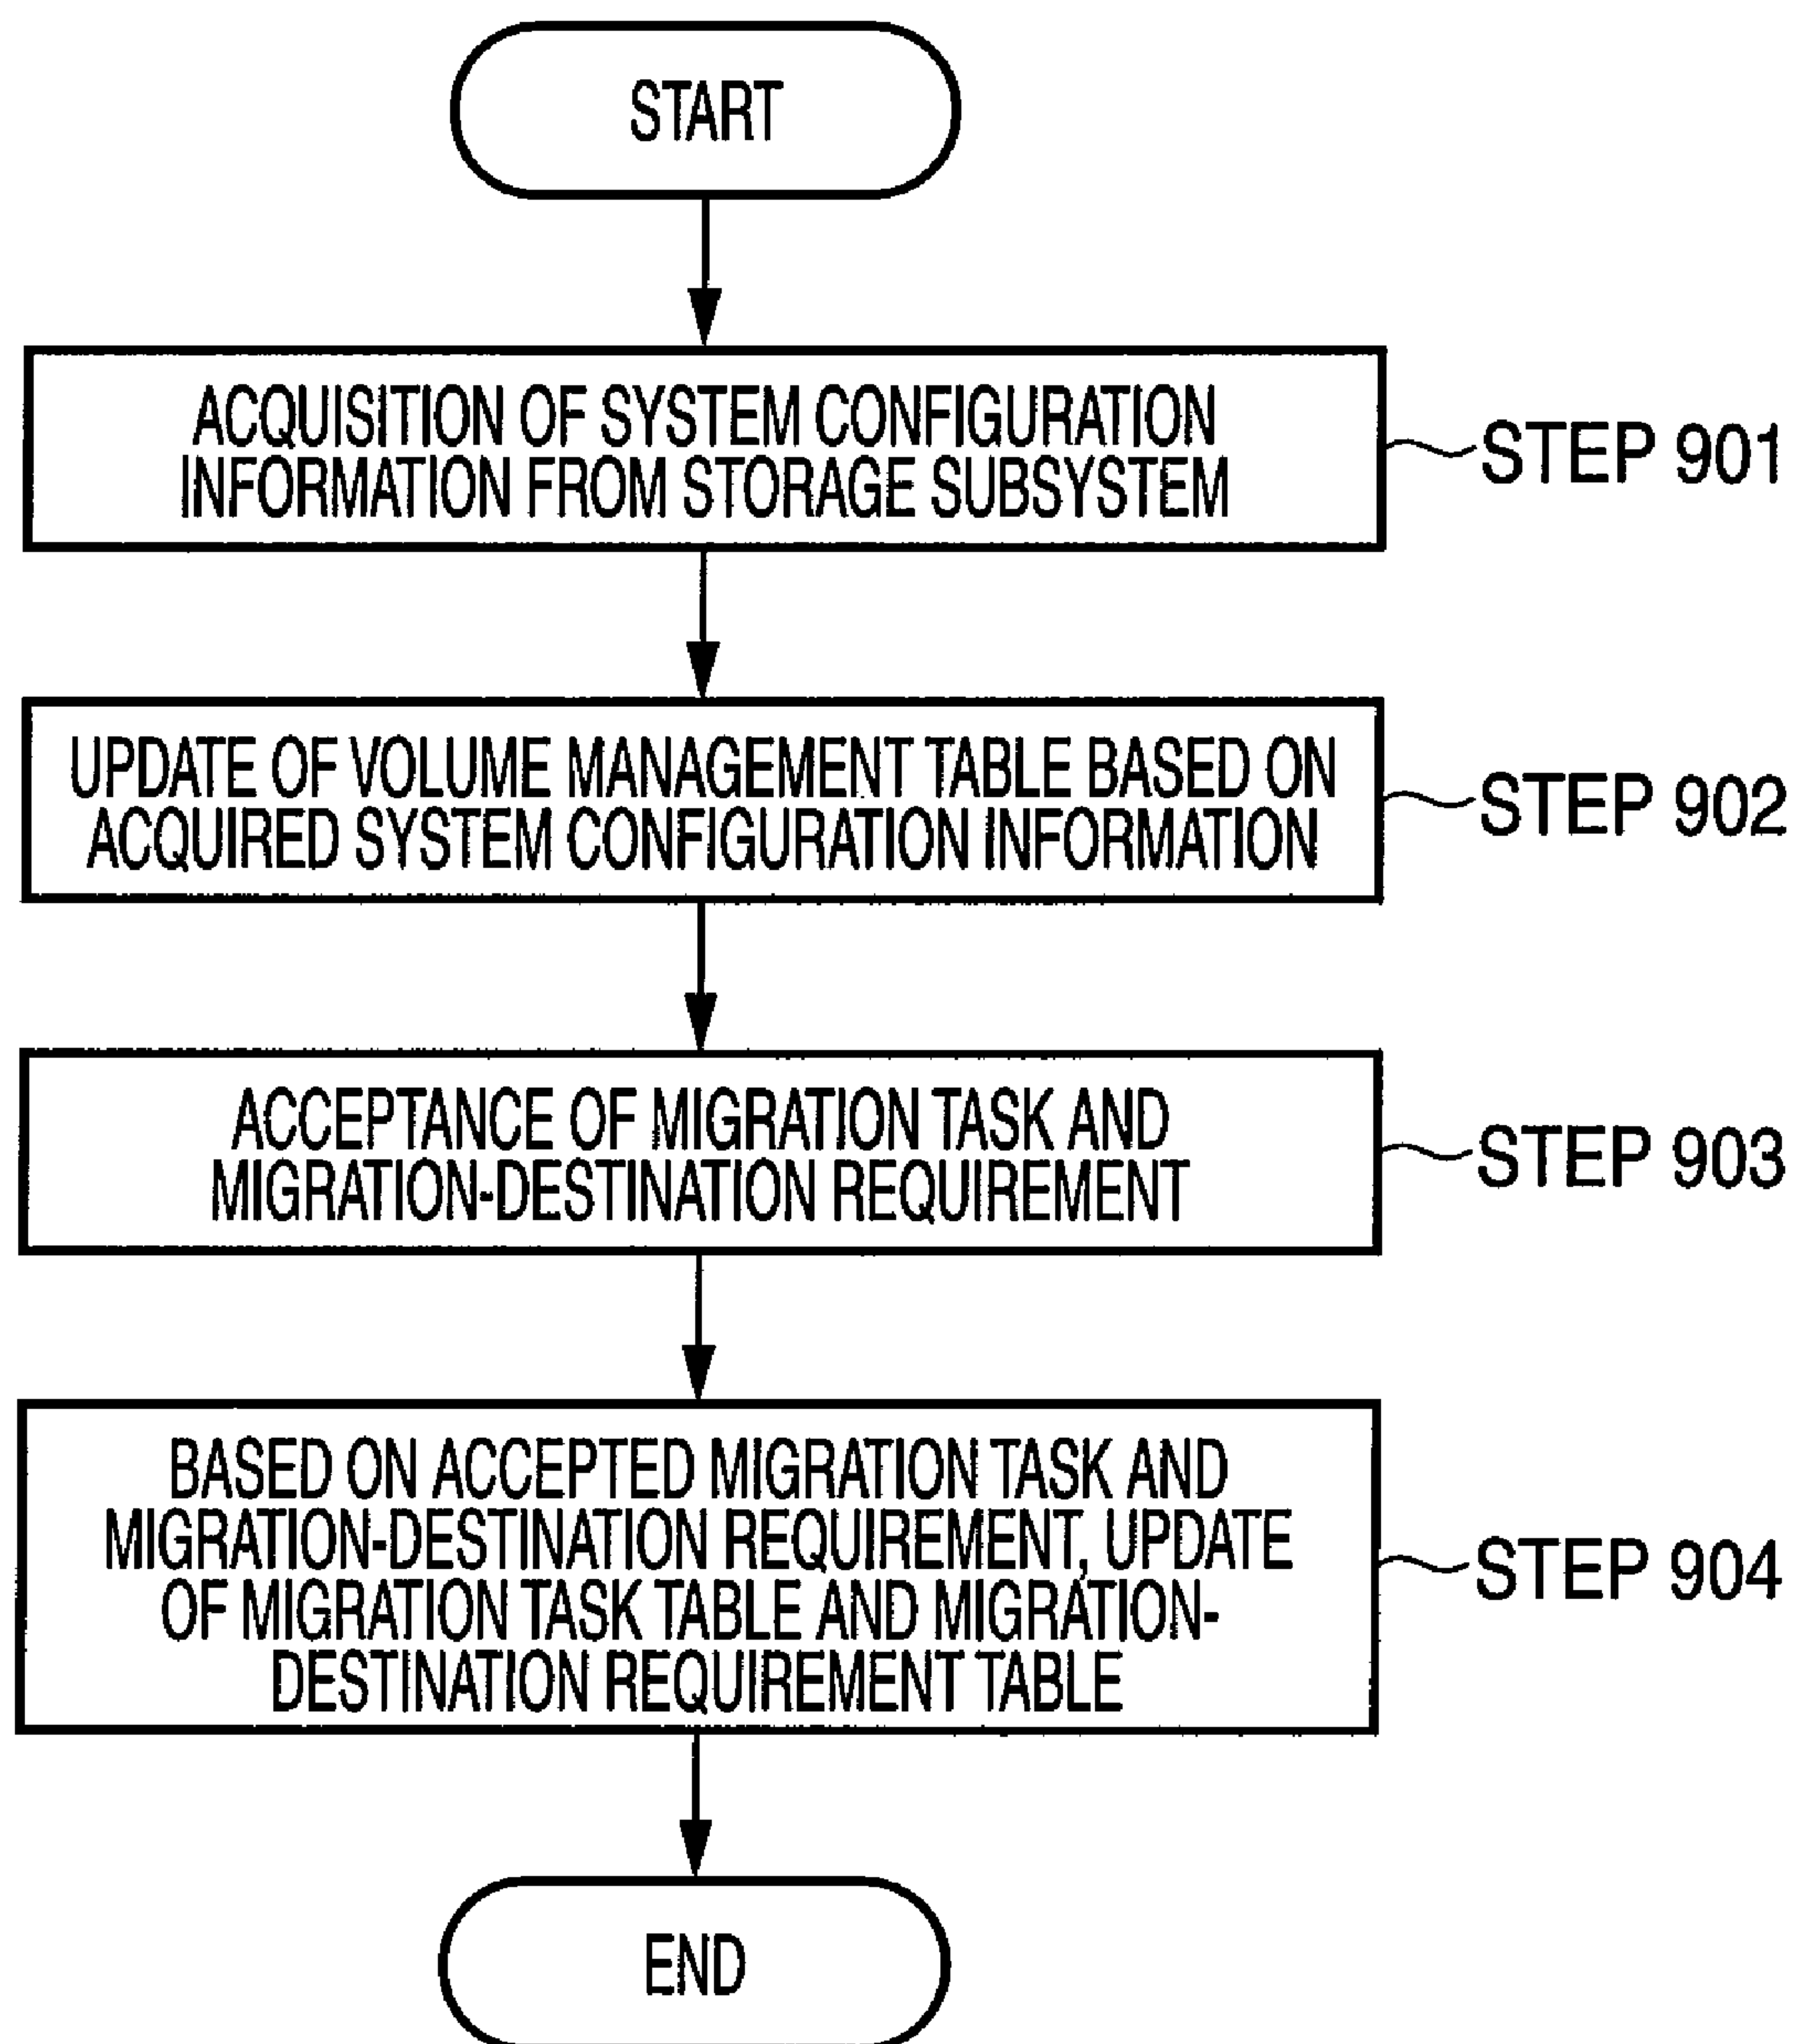 START
ACQUISITION OF SYSTEM CONFIGURATION
INFORMATION FROM STORAGE SUBSYSTEM
STEP 901
UPDATE OF VOLUME MANAGEMENT TABLE BASED ON
ACQUIRED SYSTEM CONFIGURATION INFORMATION
STEP 902
ACCEPTANCE OF MIGRATION TASK AND
MIGRATION-DESTINATION REQUIREMENT
STEP 903
BASED ON ACCEPTED MIGRATION TASK AND
MIGRATION-DESTINATION REQUIREMENT, UPDATE
OF MIGRATION TASK TABLE AND MIGRATION-
DESTINATION REQUIREMENT TABLE
STEP 904
END